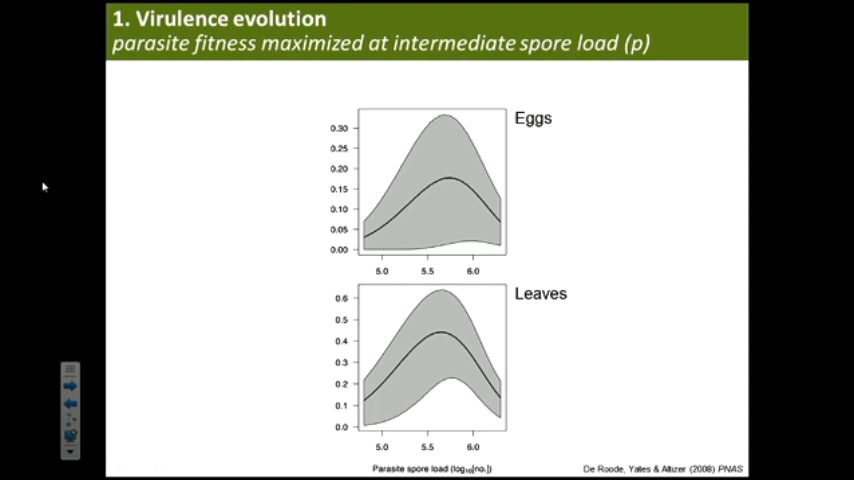 1. Virulence evolution
parasite fitness maximized at intermediate spore load (p)
Eggs
0.30
0.25
0.20
0.15
0.10
0.05
0.00
5.0 5.5 6.0
Leaves
0.6
0.5
0.4
0.3
0.2
0.1
0.0
5.0 5.5 6.0
Parasite spore load (log10[no.])
De Roode, Yates & Altizer (2008) PNAS